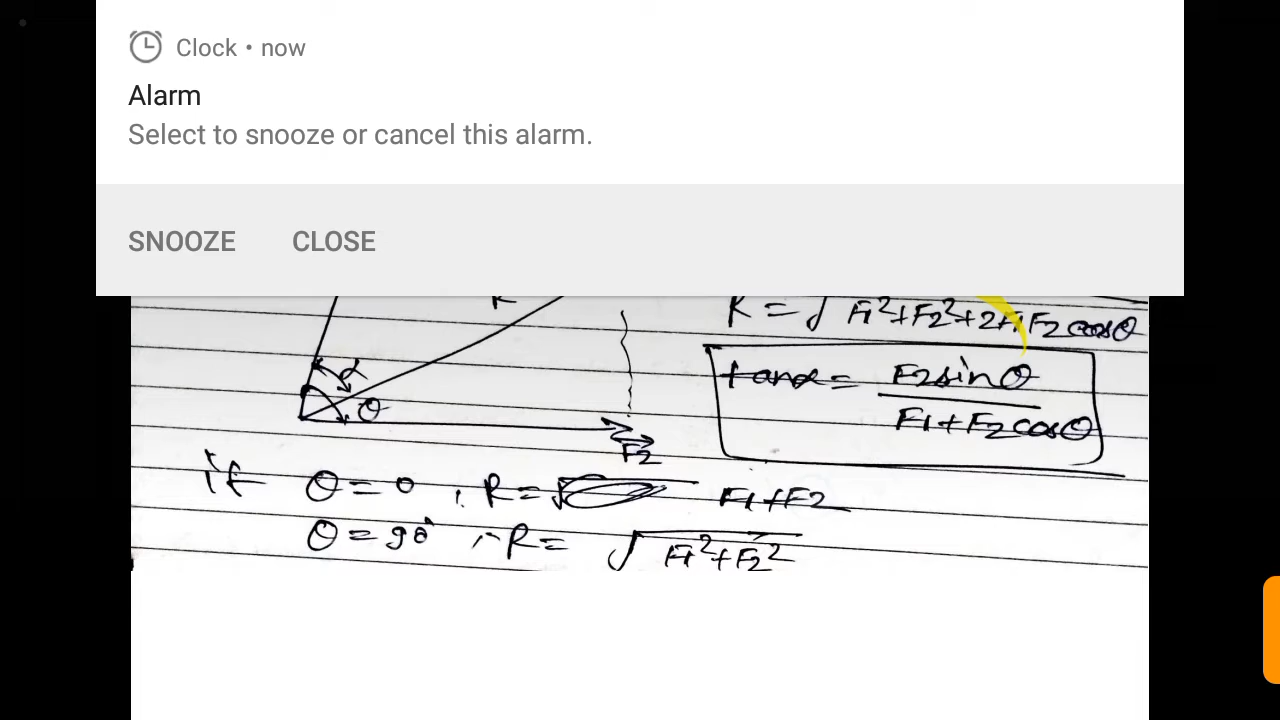 Clock • now
Alarm
Select to snooze or cancel this alarm.
SNOOZE CLOSE
R
R = √F1²+F2²+2F1F2cosθ
α
tanα = F2sinθ / F1+F2cosθ
θ
F2
if θ = 0 , R = √ F1+F2
θ = 90° ∴ R = √F1²+F2²